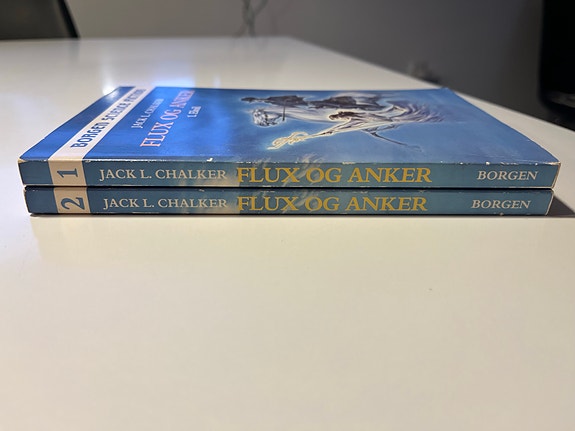 BORGEN SCIENCE FICTION
JACK L. CHALKER
FLUX OG ANKER
1. Bind
1 JACK L. CHALKER FLUX OG ANKER BORGEN
2 JACK L. CHALKER FLUX OG ANKER BORGEN